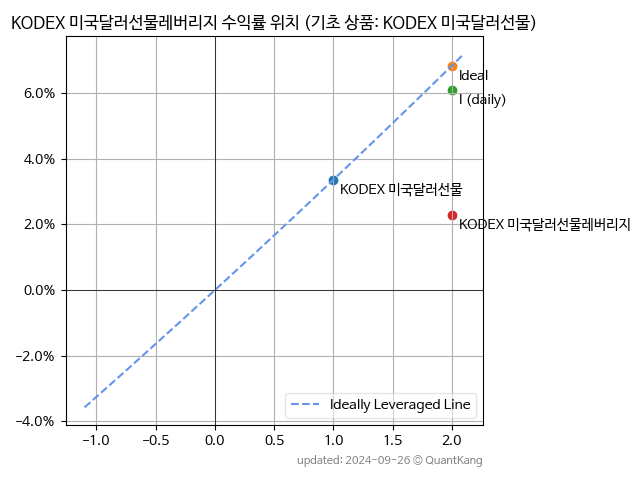 KODEX 미국달러선물레버리지 수익률 위치 (기초 상품: KODEX 미국달러선물)
Ideal
I (daily)
6.0%
4.0%
KODEX 미국달러선물
2.0%
KODEX 미국달러선물레버리지
0.0%
−2.0%
Ideally Leveraged Line
−4.0%
−1.0 −0.5 0.0 0.5 1.0 1.5 2.0
updated: 2024-09-26 © QuantKang